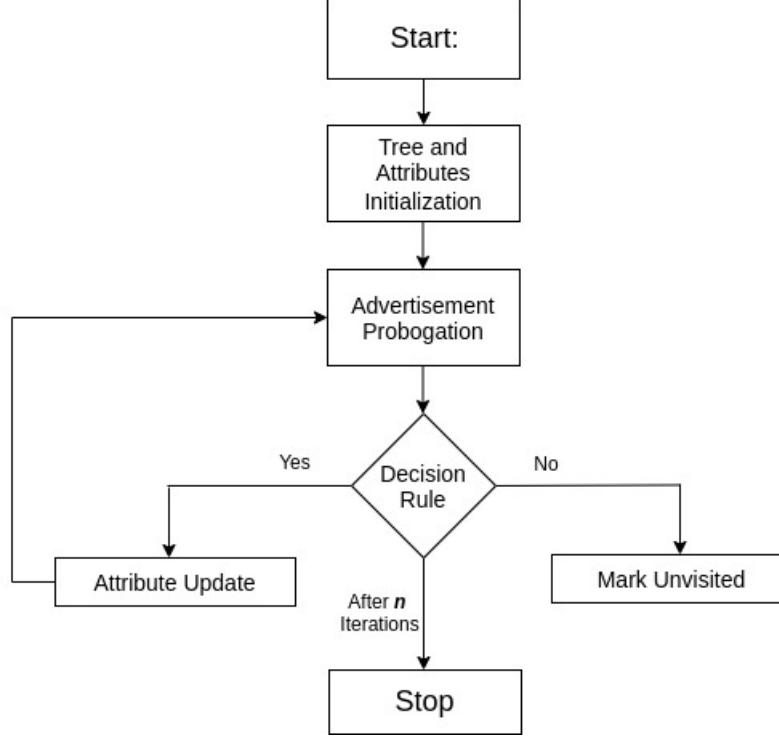 Start:
Tree and
Attributes
Initialization
Advertisement
Probogation
Yes
Decision
Rule
No
Attribute Update
Mark Unvisited
After n
Iterations
Stop